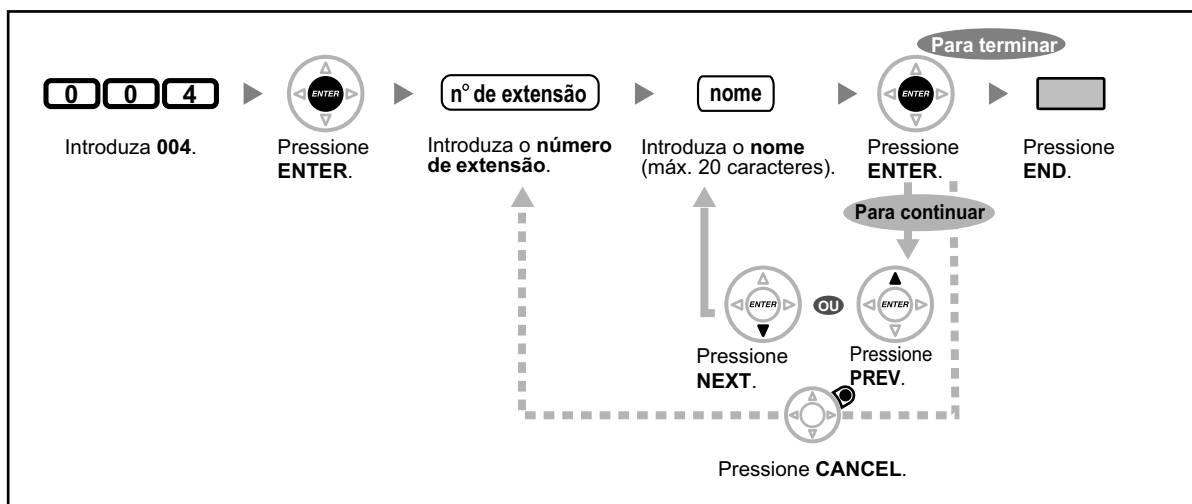 Para terminar
0 0 4
ENTER
n° de extensão
nome
ENTER
Introduza 004.
Pressione
ENTER.
Introduza o número
de extensão.
Introduza o nome
(máx. 20 caracteres).
Pressione
ENTER.
Pressione
END.
Para continuar
ENTER
OU
ENTER
Pressione
NEXT.
Pressione
PREV.
Pressione CANCEL.